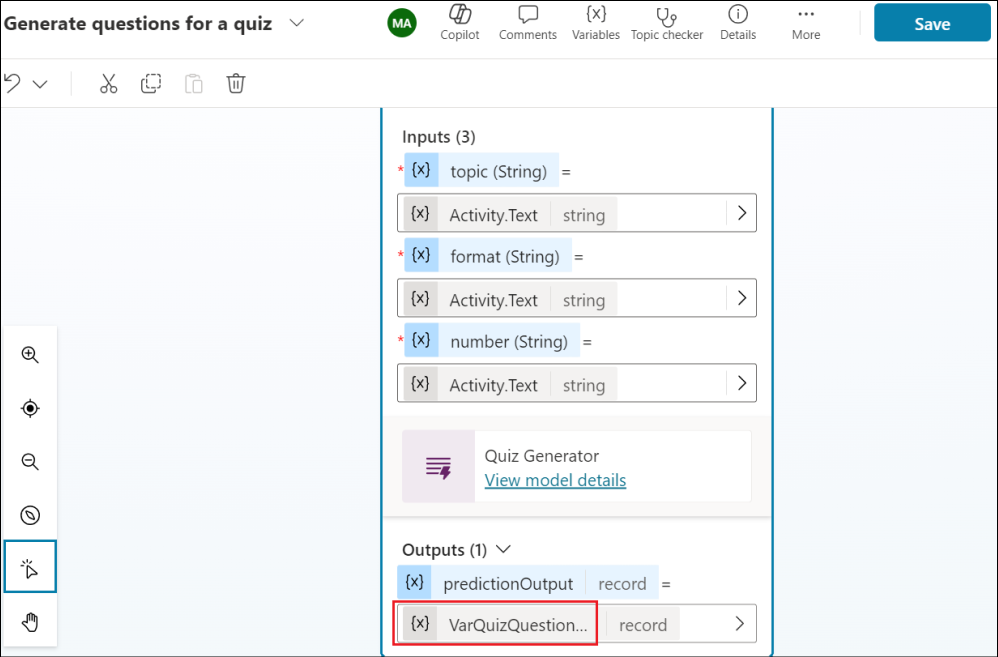 Generate questions for a quiz
MA
Copilot
Comments
{x}
Variables
Topic checker
Details
More
Save
Inputs (3)
* {x} topic (String) =
{x} Activity.Text string
* {x} format (String) =
{x} Activity.Text string
* {x} number (String) =
{x} Activity.Text string
Quiz Generator
View model details
Outputs (1)
{x} predictionOutput record =
{x} VarQuizQuestion... record